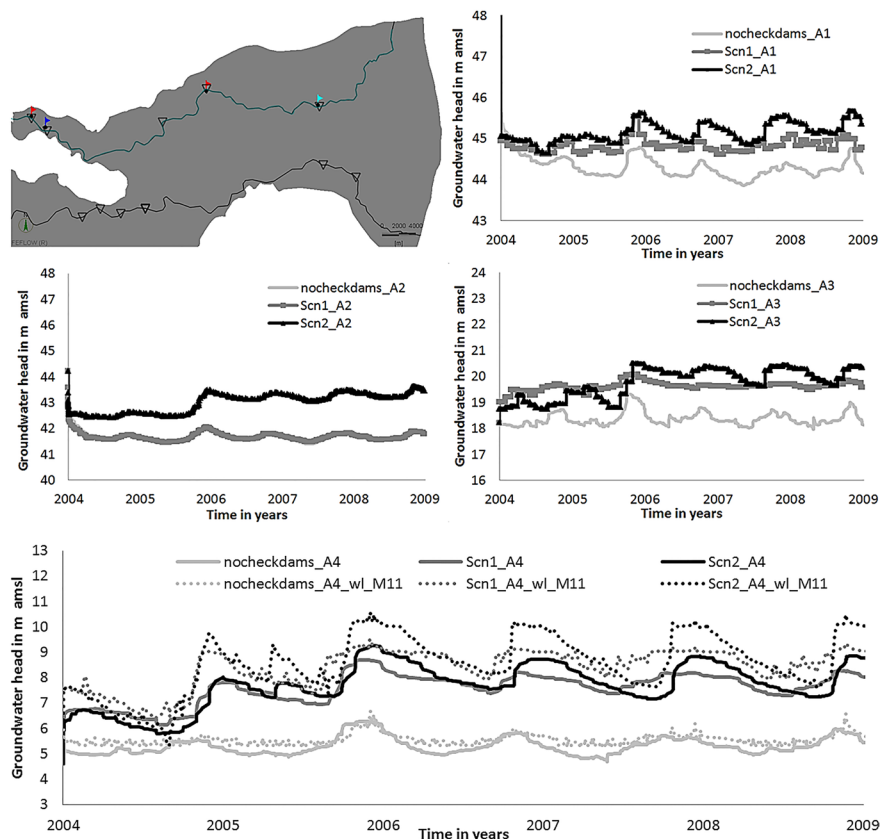 N
EEFLOW (R)
0 2000 4000
[m]
Groundwater head in m amsl
48
47
46
45
44
43
nocheckdams_A1
Scn1_A1
Scn2_A1
2004 2005 2006 2007 2008 2009
Time in years
Groundwater head in m amsl
48
47
46
45
44
43
42
41
40
nocheckdams_A2
Scn1_A2
Scn2_A2
2004 2005 2006 2007 2008 2009
Time in years
Groundwater head in m amsl
24
23
22
21
20
19
18
17
16
nocheckdams_A3
Scn1_A3
Scn2_A3
2004 2005 2006 2007 2008 2009
Time in years
Groundwater head in m amsl
13
12
11
10
9
8
7
6
5
4
3
nocheckdams_A4 Scn1_A4 Scn2_A4
nocheckdams_A4_wl_M11 Scn1_A4_wl_M11 Scn2_A4_wl_M11
2004 2005 2006 2007 2008 2009
Time in years